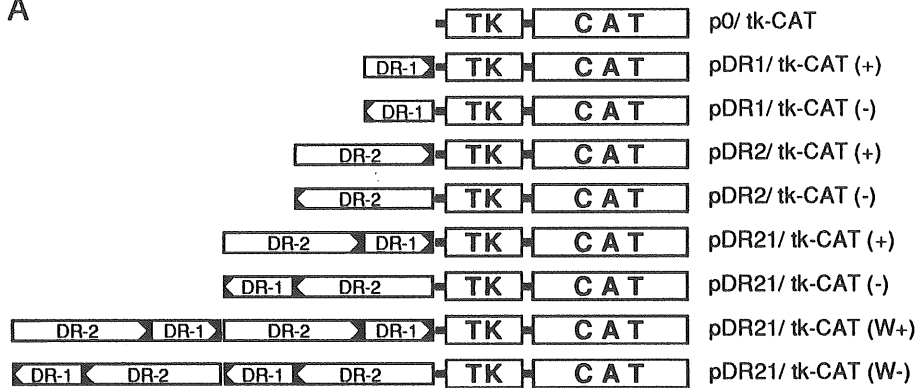 A
TK CAT p0/ tk-CAT
DR-1 TK CAT pDR1/ tk-CAT (+)
DR-1 TK CAT pDR1/ tk-CAT (-)
DR-2 TK CAT pDR2/ tk-CAT (+)
DR-2 TK CAT pDR2/ tk-CAT (-)
DR-2 DR-1 TK CAT pDR21/ tk-CAT (+)
DR-1 DR-2 TK CAT pDR21/ tk-CAT (-)
DR-2 DR-1 DR-2 DR-1 TK CAT pDR21/ tk-CAT (W+)
DR-1 DR-2 DR-1 DR-2 TK CAT pDR21/ tk-CAT (W-)